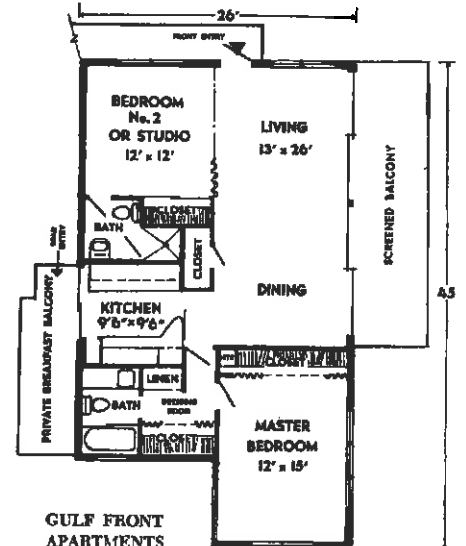 26'
FRONT ENTRY
BEDROOM
No. 2
OR STUDIO
12' x 12'
LIVING
13' x 26'
SCREENED BALCONY
CLOSET
BATH
REAR
ENTRY
CLOSET
DINING
45
KITCHEN
9'6" x 9'6"
PRIVATE BREAKFAST BALCONY
CLOSET
LINEN
BATH
DRESSING
ROOM
CLOSET
MASTER
BEDROOM
12' x 15'
GULF FRONT
APARTMENTS